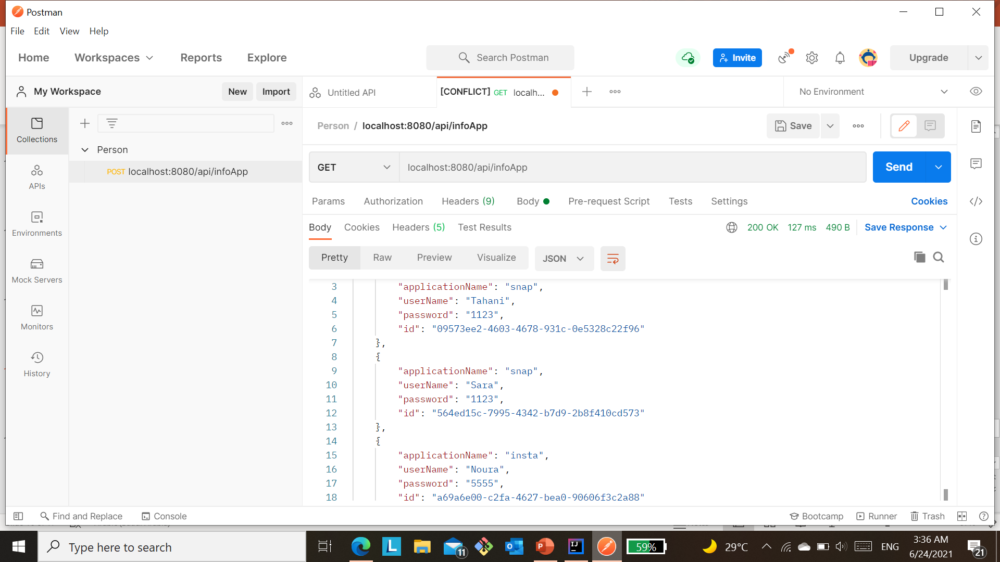 Postman
File Edit View Help
Home Workspaces Reports Explore Search Postman Invite Upgrade
My Workspace New Import Untitled API [CONFLICT] GET localh... No Environment
Collections
Person / localhost:8080/api/infoApp Save
Person
POST localhost:8080/api/infoApp
GET localhost:8080/api/infoApp Send
APIs
Params Authorization Headers (9) Body Pre-request Script Tests Settings Cookies
Environments
Body Cookies Headers (5) Test Results 200 OK 127 ms 490 B Save Response
Pretty Raw Preview Visualize JSON
Mock Servers
Monitors
History
3 "applicationName": "snap",
4 "userName": "Tahani",
5 "password": "1123",
6 "id": "09573ee2-4603-4678-931c-0e5328c22f96"
7 },
8 {
9 "applicationName": "snap",
10 "userName": "Sara",
11 "password": "1123",
12 "id": "564ed15c-7995-4342-b7d9-2b8f410cd573"
13 },
14 {
15 "applicationName": "insta",
16 "userName": "Noura",
17 "password": "5555",
18 "id": "a69a6e00-c2fa-4627-bea0-90606f3c2a88"
Find and Replace Console Bootcamp Runner Trash
Type here to search 11 59% 29°C ENG 3:36 AM
6/24/2021 21